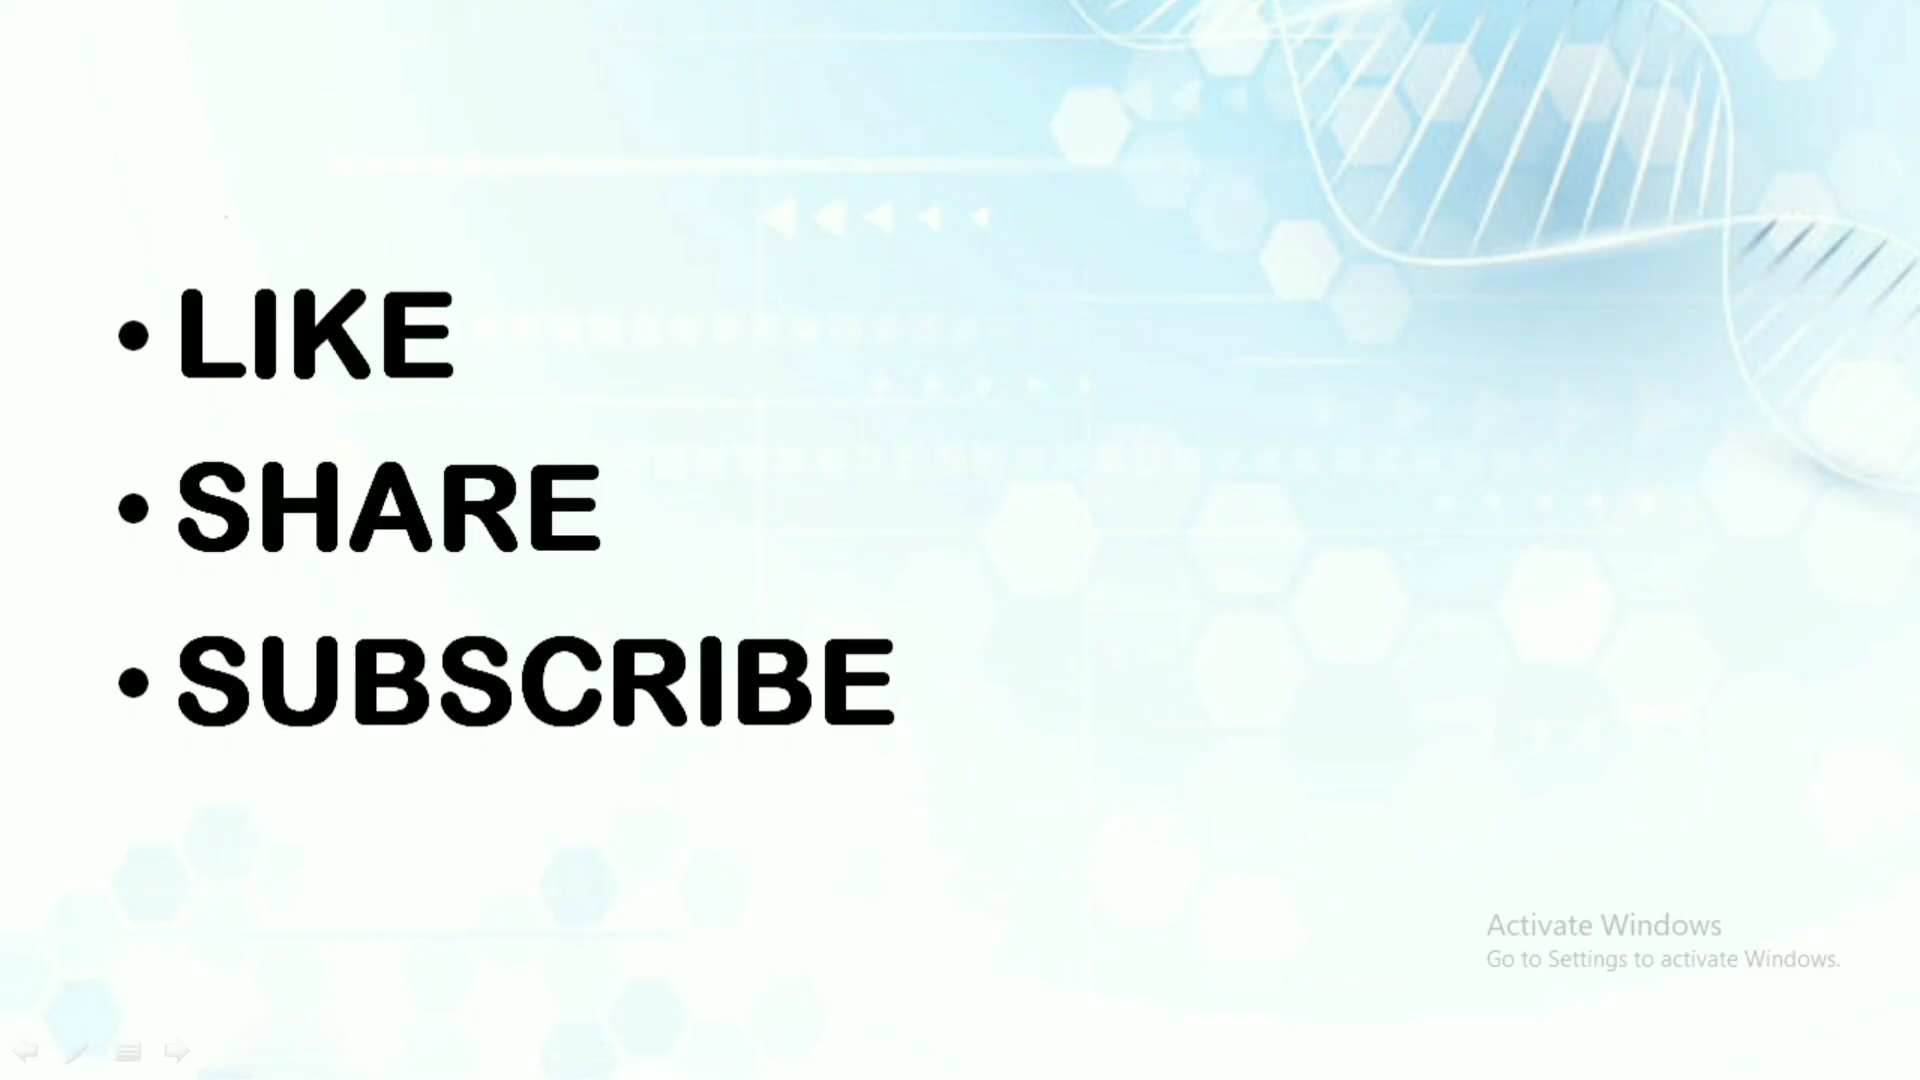 • LIKE
• SHARE
• SUBSCRIBE
Activate Windows
Go to Settings to activate Windows.